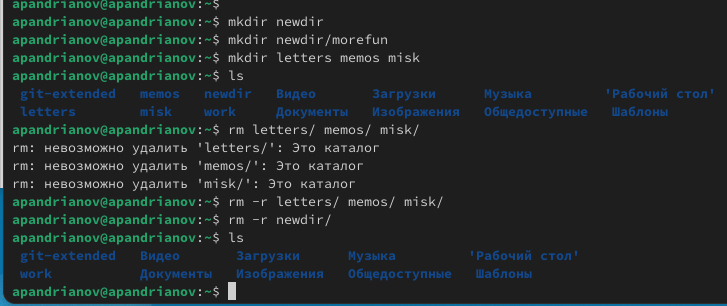 apandrianov@apandrianov:~$
apandrianov@apandrianov:~$ mkdir newdir
apandrianov@apandrianov:~$ mkdir newdir/morefun
apandrianov@apandrianov:~$ mkdir letters memos misk
apandrianov@apandrianov:~$ ls
git-extended memos newdir Видео Загрузки Музыка 'Рабочий стол'
letters misk work Документы Изображения Общедоступные Шаблоны
apandrianov@apandrianov:~$ rm letters/ memos/ misk/
rm: невозможно удалить 'letters/': Это каталог
rm: невозможно удалить 'memos/': Это каталог
rm: невозможно удалить 'misk/': Это каталог
apandrianov@apandrianov:~$ rm -r letters/ memos/ misk/
apandrianov@apandrianov:~$ rm -r newdir/
apandrianov@apandrianov:~$ ls
git-extended Видео Загрузки Музыка 'Рабочий стол'
work Документы Изображения Общедоступные Шаблоны
apandrianov@apandrianov:~$